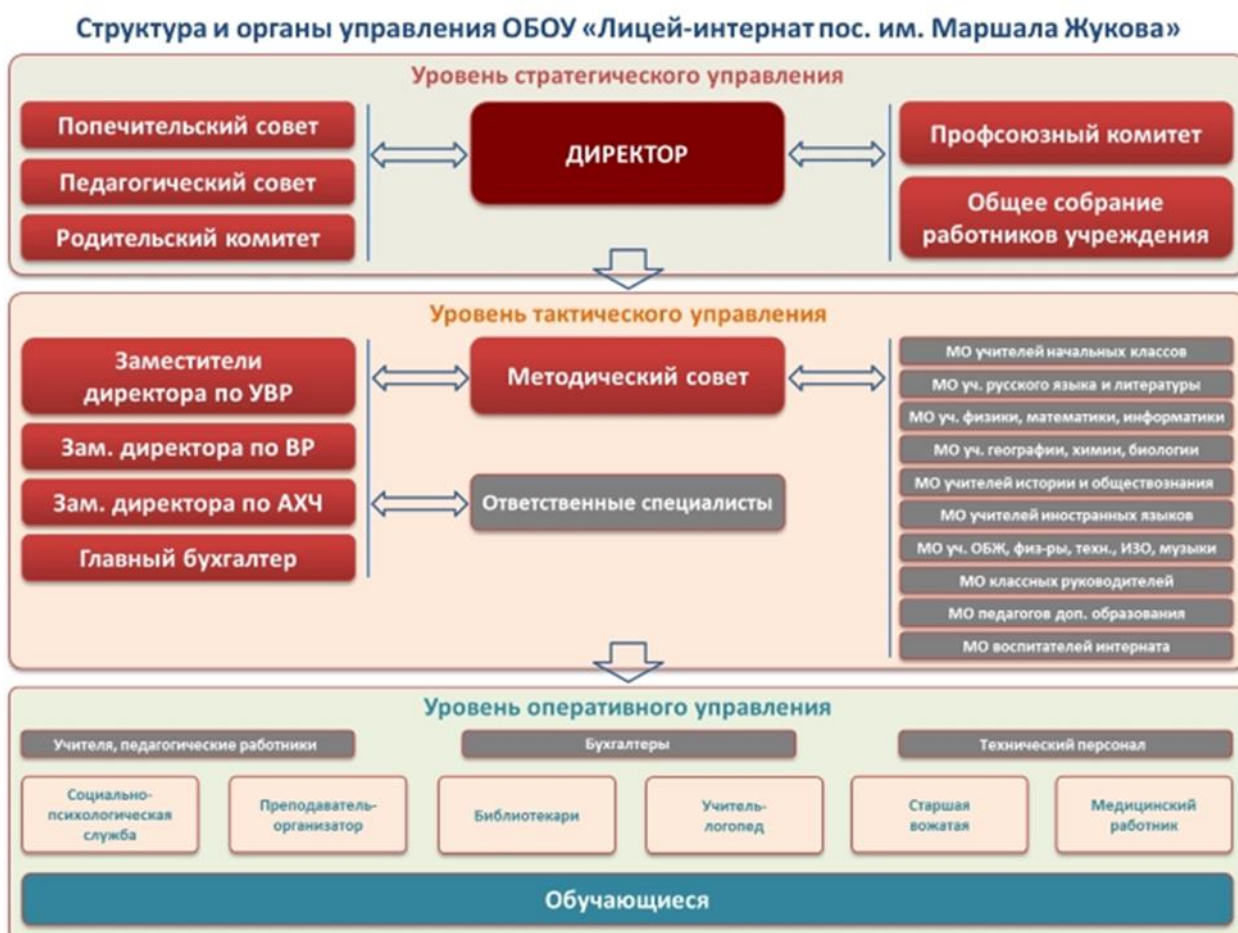 Структура и органы управления ОБОУ «Лицей-интернат пос. им. Маршала Жукова»
Уровень стратегического управления
Попечительский совет
Педагогический совет
Родительский комитет
ДИРЕКТОР
Профсоюзный комитет
Общее собрание
работников учреждения
Уровень тактического управления
Заместители
директора по УВР
Зам. директора по ВР
Зам. директора по АХЧ
Главный бухгалтер
Методический совет
Ответственные специалисты
МО учителей начальных классов
МО уч. русского языка и литературы
МО уч. физики, математики, информатики
МО уч. географии, химии, биологии
МО учителей истории и обществознания
МО учителей иностранных языков
МО уч. ОБЖ, физ-ры, техн., ИЗО, музыки
МО классных руководителей
МО педагогов доп. образования
МО воспитателей интерната
Уровень оперативного управления
Учителя, педагогические работники
Бухгалтеры
Технический персонал
Социально-
психологическая
служба
Преподаватель-
организатор
Библиотекари
Учитель-
логопед
Старшая
вожатая
Медицинский
работник
Обучающиеся